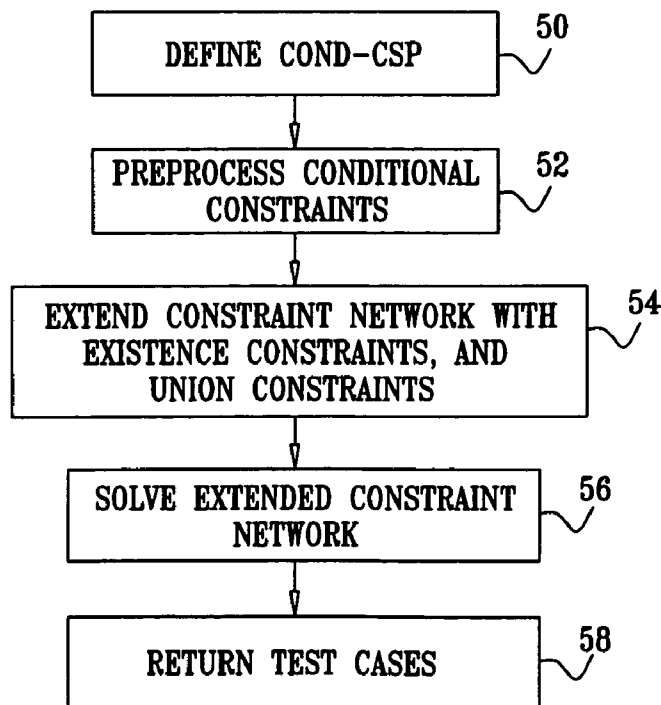 DEFINE COND-CSP
50
PREPROCESS CONDITIONAL
CONSTRAINTS
52
EXTEND CONSTRAINT NETWORK WITH
EXISTENCE CONSTRAINTS, AND
UNION CONSTRAINTS
54
SOLVE EXTENDED CONSTRAINT
NETWORK
56
RETURN TEST CASES
58